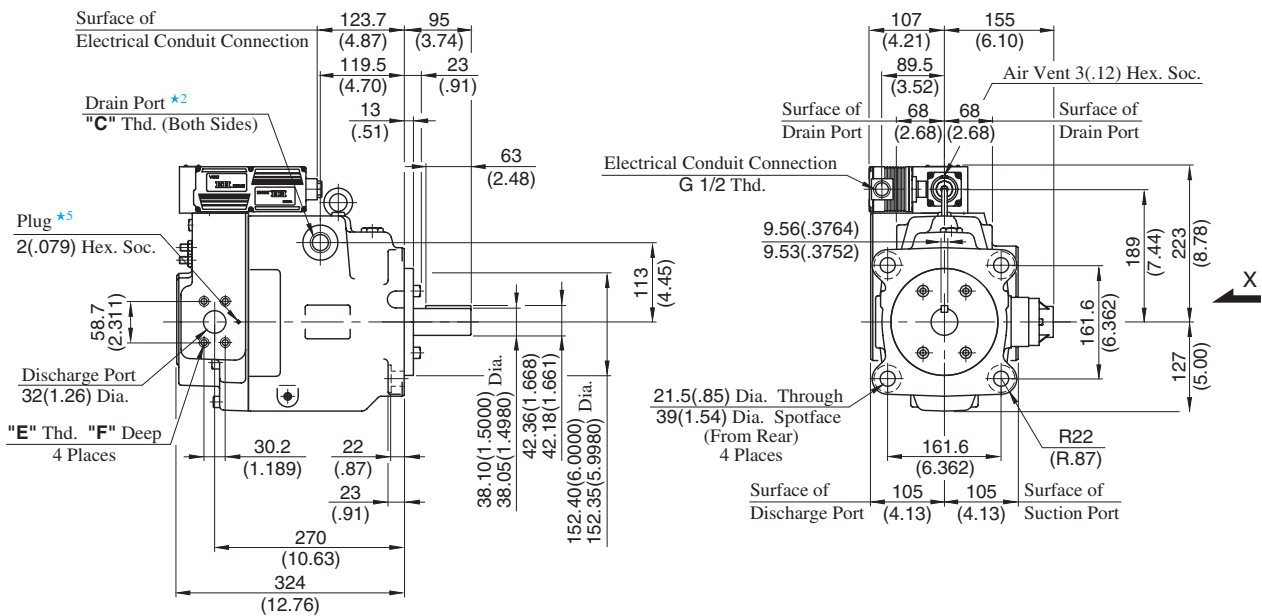 Surface of
Electrical Conduit Connection
123.7
(4.87)
95
(3.74)
119.5
(4.70)
23
(.91)
Drain Port ★2
"C" Thd. (Both Sides)
13
(.51)
63
(2.48)
Plug ★5
2(.079) Hex. Soc.
113
(4.45)
58.7
(2.311)
Discharge Port
32(1.26) Dia.
"E" Thd. "F" Deep
4 Places
30.2
(1.189)
22
(.87)
23
(.91)
270
(10.63)
324
(12.76)
38.10(1.5000) Dia.
38.05(1.4980)
42.36(1.668)
42.18(1.661)
152.40(6.0000) Dia.
152.35(5.9980)
107
(4.21)
155
(6.10)
89.5
(3.52)
Air Vent 3(.12) Hex. Soc.
Surface of
Drain Port
68
(2.68)
68
(2.68)
Surface of
Drain Port
Electrical Conduit Connection
G 1/2 Thd.
9.56(.3764)
9.53(.3752)
189
(7.44)
223
(8.78)
X
161.6
(6.362)
127
(5.00)
21.5(.85) Dia. Through
39(1.54) Dia. Spotface
(From Rear)
4 Places
R22
(R.87)
161.6
(6.362)
Surface of
Discharge Port
105
(4.13)
105
(4.13)
Surface of
Suction Port